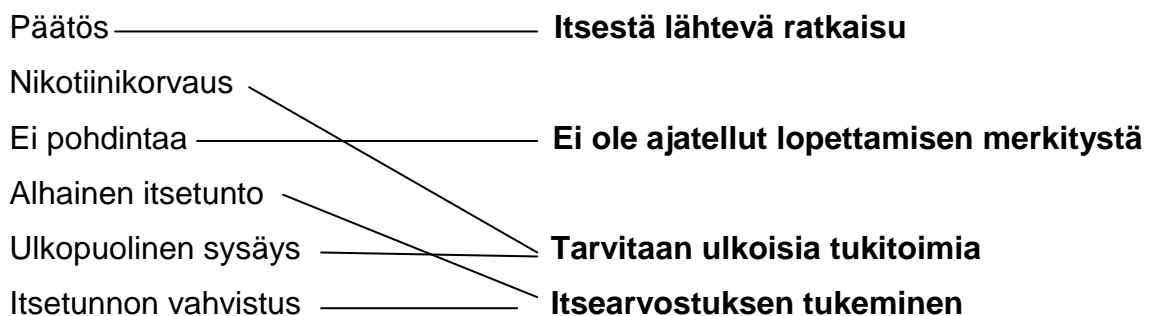 Päätös Itsestä lähtevä ratkaisu
Nikotiinikorvaus
Ei pohdintaa Ei ole ajatellut lopettamisen merkitystä
Alhainen itsetunto
Ulkopuolinen sysäys Tarvitaan ulkoisia tukitoimia
Itsetunnon vahvistus Itsearvostuksen tukeminen